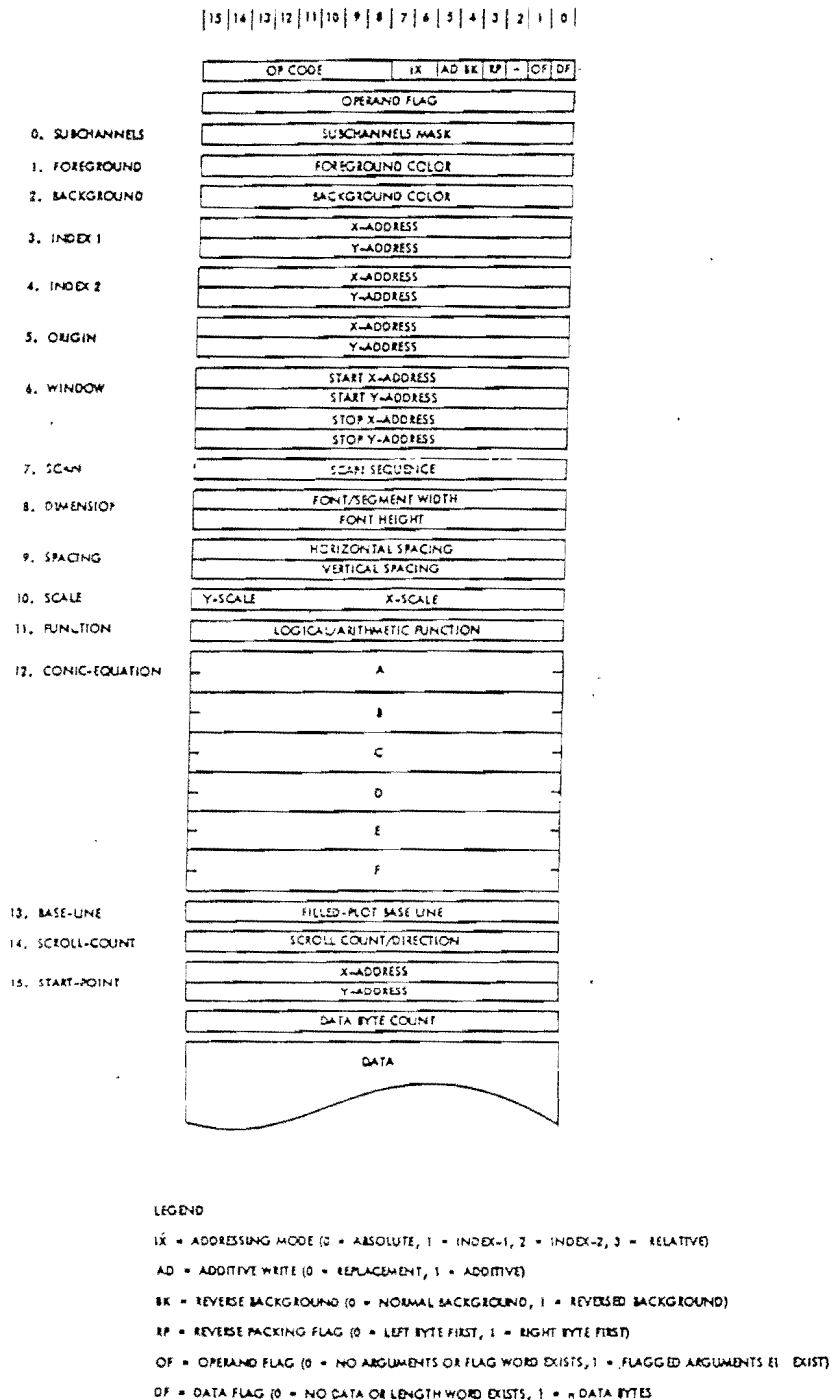 15 14 13 12 11 10 9 8 7 6 5 4 3 2 1 0
OP CODE IX AD BK RP - OF DF
OPERAND FLAG
0. SUBCHANNELS SUBCHANNELS MASK
1. FOREGROUND FOREGROUND COLOR
2. BACKGROUND BACKGROUND COLOR
3. INDEX 1 X-ADDRESS
Y-ADDRESS
4. INDEX 2 X-ADDRESS
Y-ADDRESS
5. ORIGIN X-ADDRESS
Y-ADDRESS
6. WINDOW START X-ADDRESS
START Y-ADDRESS
STOP X-ADDRESS
STOP Y-ADDRESS
7. SCAN SCAN SEQUENCE
8. DIMENSION FONT/SEGMENT WIDTH
FONT HEIGHT
9. SPACING HORIZONTAL SPACING
VERTICAL SPACING
10. SCALE Y-SCALE X-SCALE
11. FUNCTION LOGICAL/ARITHMETIC FUNCTION
12. CONIC-EQUATION A
B
C
D
E
F
13. BASE-LINE FILLED-PLOT BASE LINE
14. SCROLL-COUNT SCROLL COUNT/DIRECTION
15. START-POINT X-ADDRESS
Y-ADDRESS
DATA BYTE COUNT
DATA
LEGEND
IX = ADDRESSING MODE (0 = ABSOLUTE, 1 = INDEX-1, 2 = INDEX-2, 3 = RELATIVE)
AD = ADDITIVE WRITE (0 = REPLACEMENT, 1 = ADDITIVE)
BK = REVERSE BACKGROUND (0 = NORMAL BACKGROUND, 1 = REVERSED BACKGROUND)
RP = REVERSE PACKING FLAG (0 = LEFT BYTE FIRST, 1 = RIGHT BYTE FIRST)
OF = OPERAND FLAG (0 = NO ARGUMENTS OR FLAG WORD EXISTS, 1 = FLAGGED ARGUMENTS EXIST)
DF = DATA FLAG (0 = NO DATA OR LENGTH WORD EXISTS, 1 = n DATA BYTES